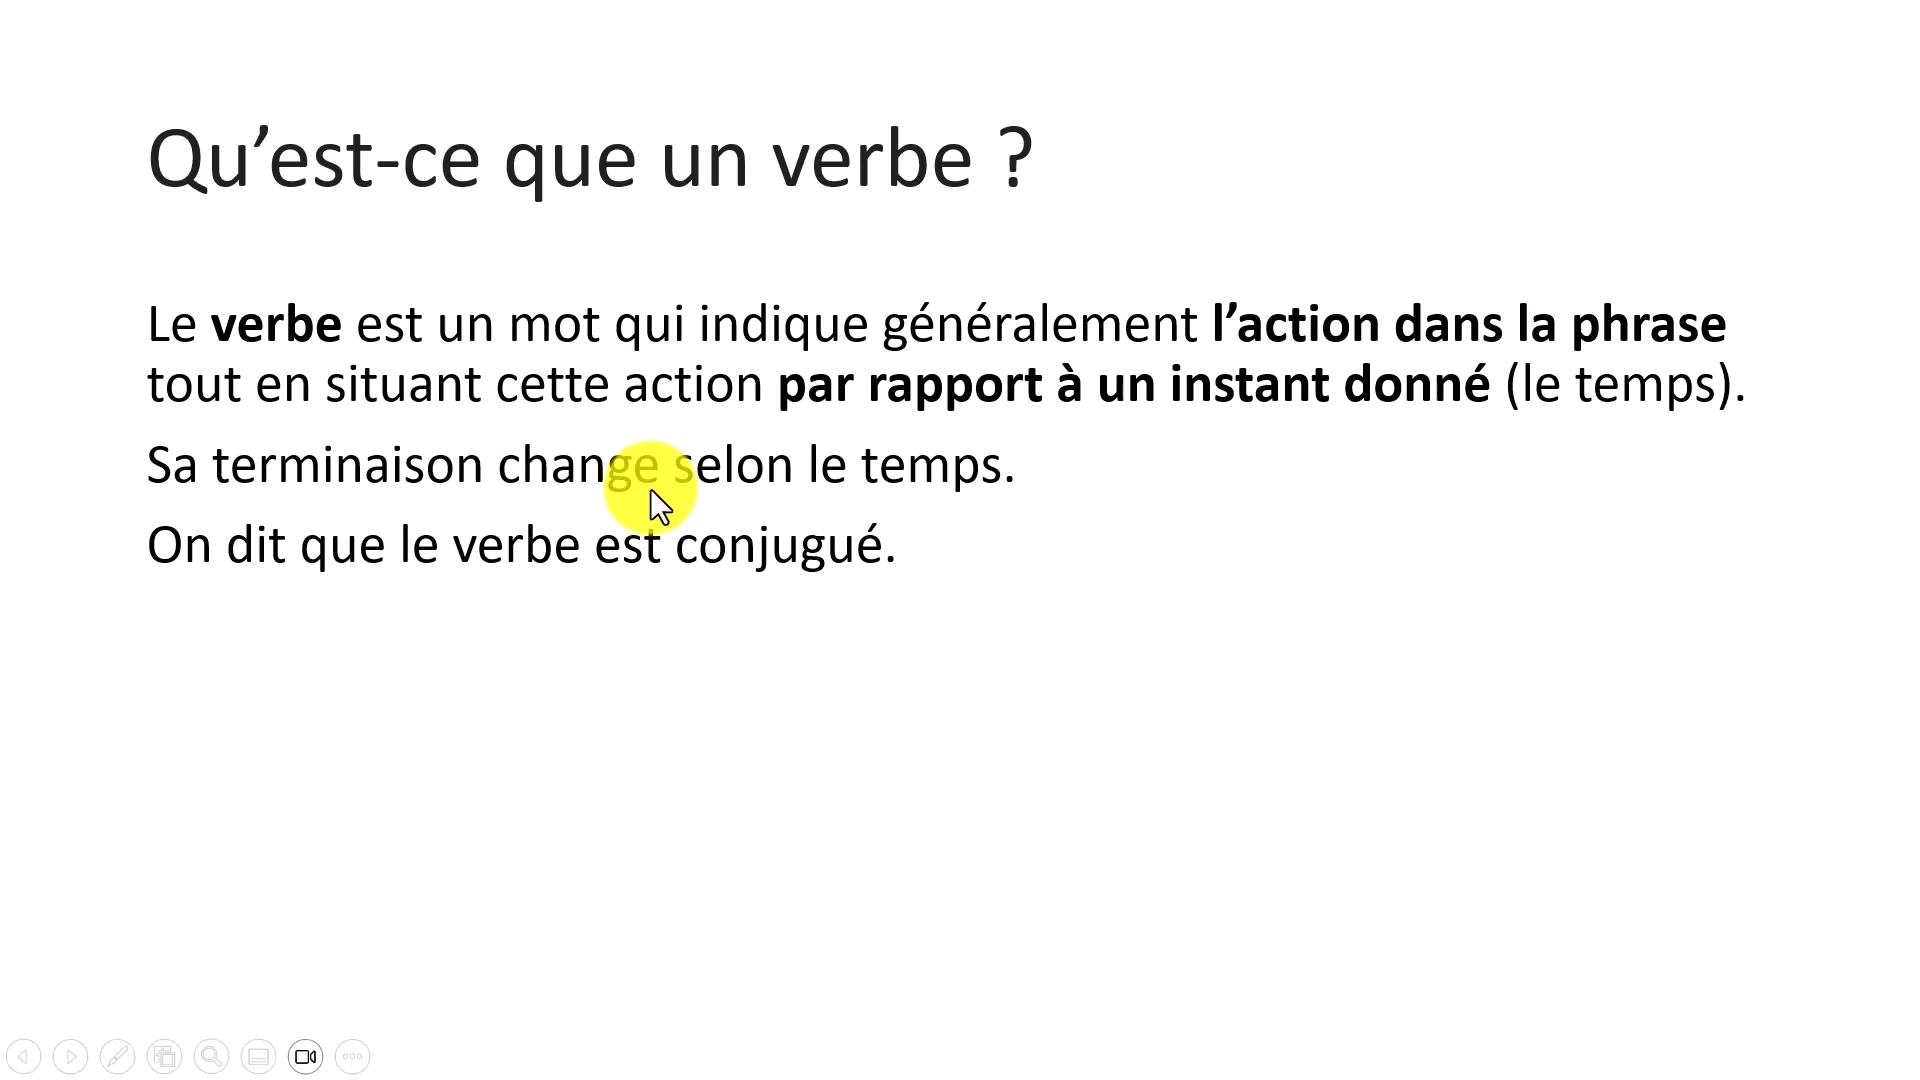 Qu’est-ce que un verbe ?
Le verbe est un mot qui indique généralement l’action dans la phrase
tout en situant cette action par rapport à un instant donné (le temps).
Sa terminaison change selon le temps.
On dit que le verbe est conjugué.